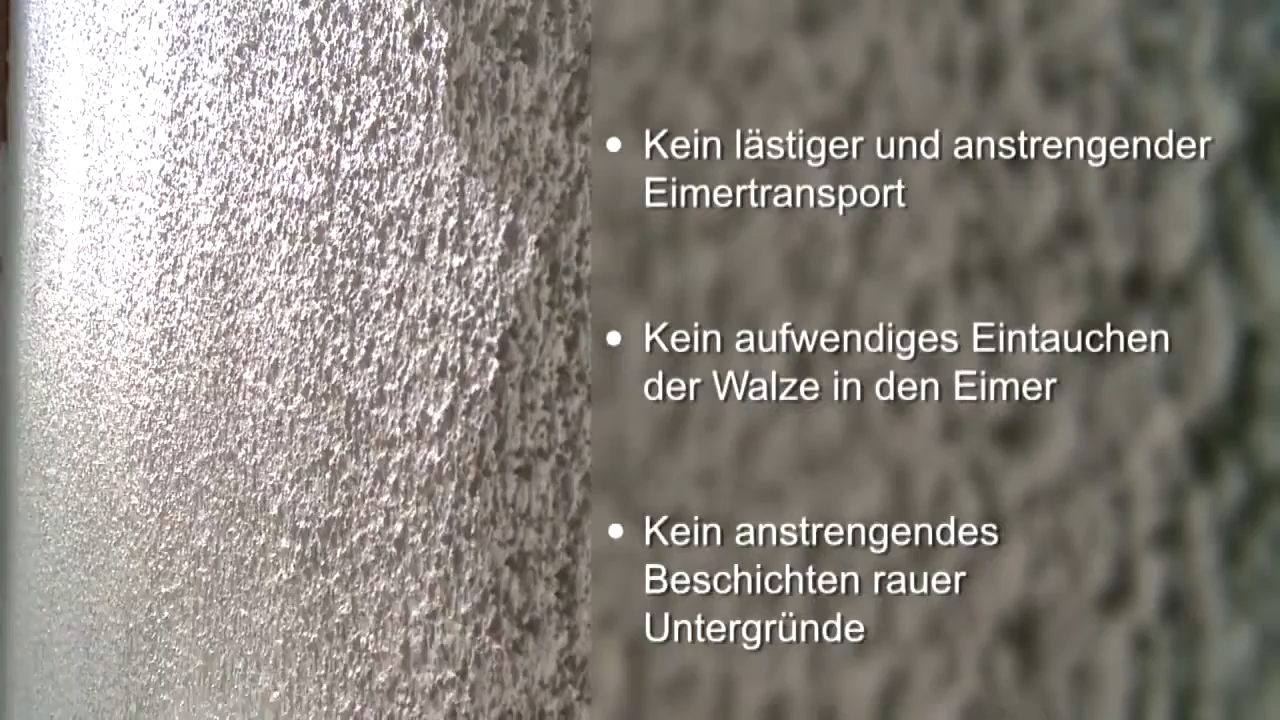 • Kein lästiger und anstrengender
Eimertransport
• Kein aufwendiges Eintauchen
der Walze in den Eimer
• Kein anstrengendes
Beschichten rauer
Untergründe